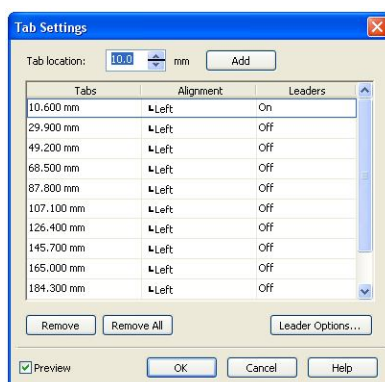 Tab Settings
Tab location: 10.0 mm Add
Tabs Alignment Leaders
10.600 mm Left On
29.900 mm Left Off
49.200 mm Left Off
68.500 mm Left Off
87.800 mm Left Off
107.100 mm Left Off
126.400 mm Left Off
145.700 mm Left Off
165.000 mm Left Off
184.300 mm Left Off
Remove Remove All Leader Options...
Preview OK Cancel Help